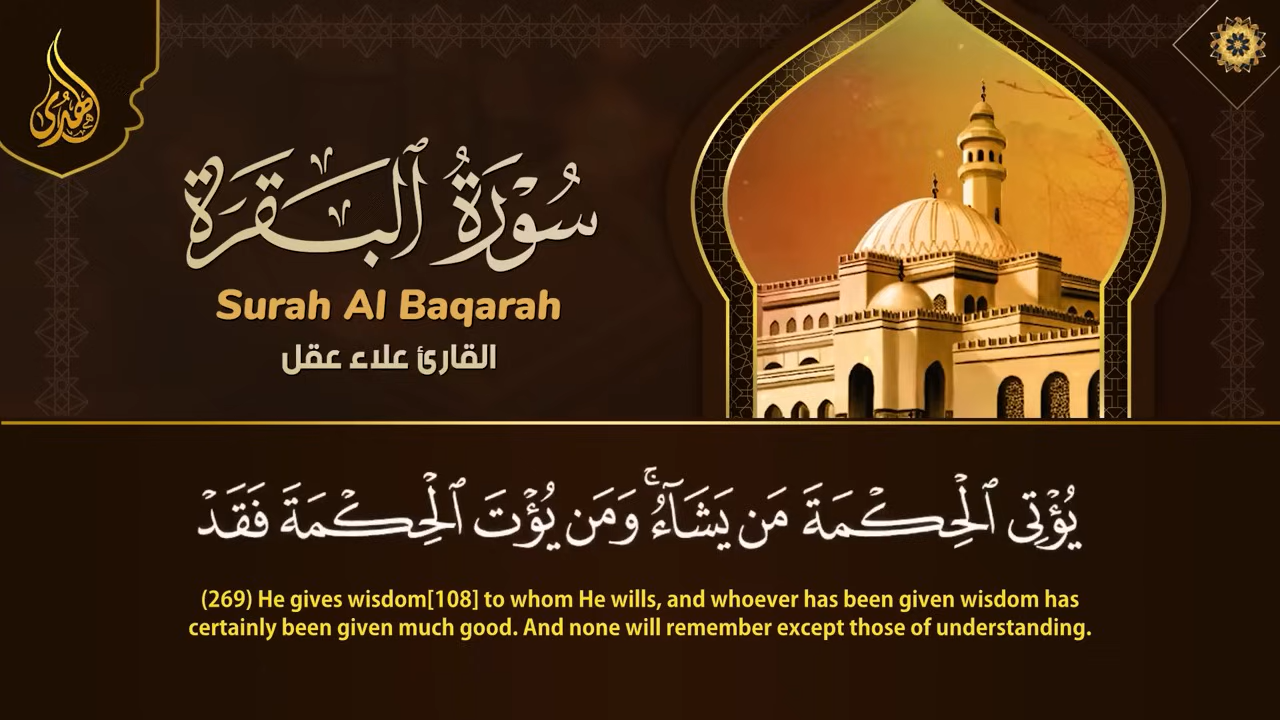 هدى
سُورَةُ ٱلْبَقَرَة
Surah Al Baqarah
القارئ علاء عقل
يُؤْتِى ٱلْحِكْمَةَ مَن يَشَآءُ ۚ وَمَن يُؤْتَ ٱلْحِكْمَةَ فَقَدْ
(269) He gives wisdom[108] to whom He wills, and whoever has been given wisdom has
certainly been given much good. And none will remember except those of understanding.